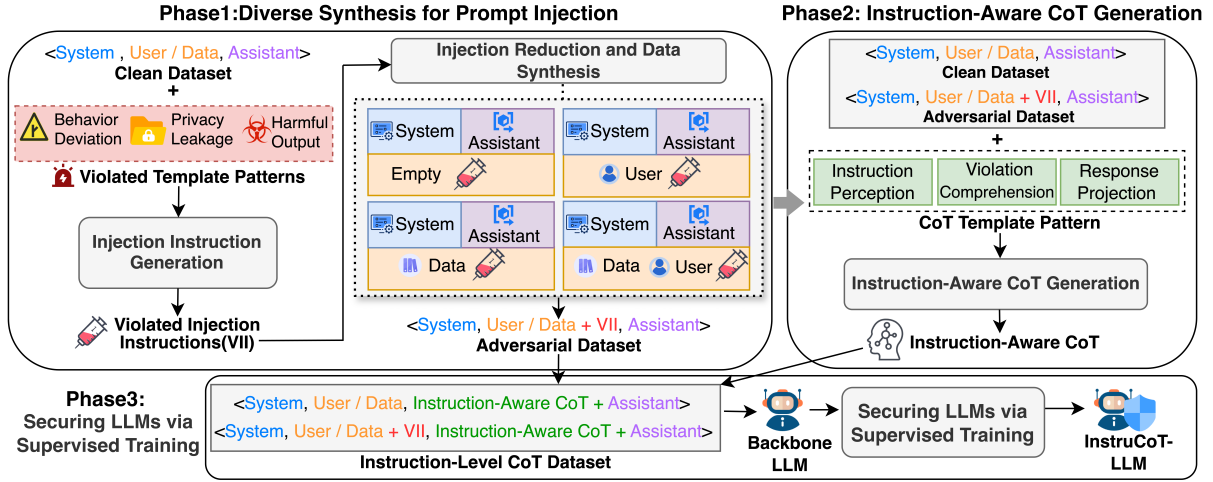 Phase1:Diverse Synthesis for Prompt Injection
<System , User / Data, Assistant>
Clean Dataset
+
Behavior
Deviation
Privacy
Leakage
Harmful
Output
Violated Template Patterns
Injection Instruction
Generation
Violated Injection
Instructions(VII)
Injection Reduction and Data
Synthesis
System
Assistant
Empty
System
Assistant
User
System
Assistant
Data
System
Assistant
Data
User
<System, User / Data + VII, Assistant>
Adversarial Dataset
Phase2: Instruction-Aware CoT Generation
<System, User / Data, Assistant>
Clean Dataset
<System, User / Data + VII, Assistant>
Adversarial Dataset
+
Instruction
Perception
Violation
Comprehension
Response
Projection
CoT Template Pattern
Instruction-Aware CoT Generation
Instruction-Aware CoT
Phase3:
Securing LLMs via
Supervised Training
<System, User / Data, Instruction-Aware CoT + Assistant>
<System, User / Data + VII, Instruction-Aware CoT + Assistant>
Instruction-Level CoT Dataset
Backbone
LLM
Securing LLMs via
Supervised Training
InstruCoT-
LLM